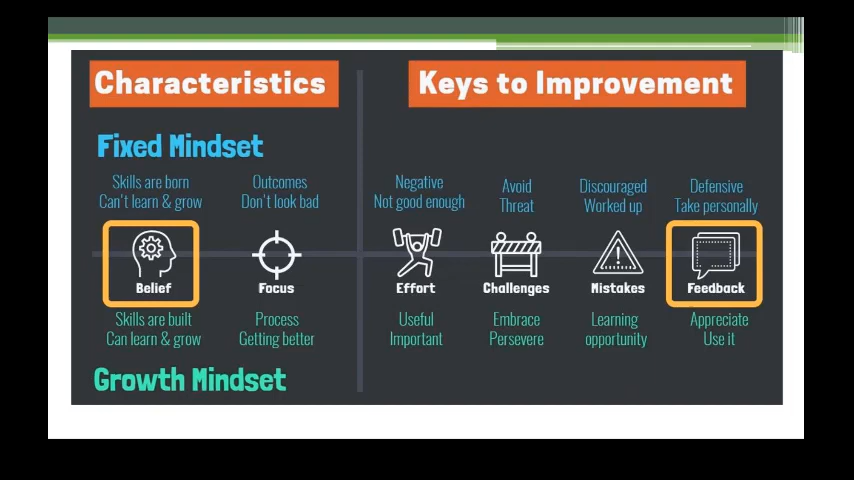 Characteristics
Keys to Improvement
Fixed Mindset
Skills are born
Can't learn & grow
Outcomes
Don't look bad
Negative
Not good enough
Avoid
Threat
Discouraged
Worked up
Defensive
Take personally
Belief
Focus
Effort
Challenges
Mistakes
Feedback
Skills are built
Can learn & grow
Process
Getting better
Useful
Important
Embrace
Persevere
Learning
opportunity
Appreciate
Use it
Growth Mindset